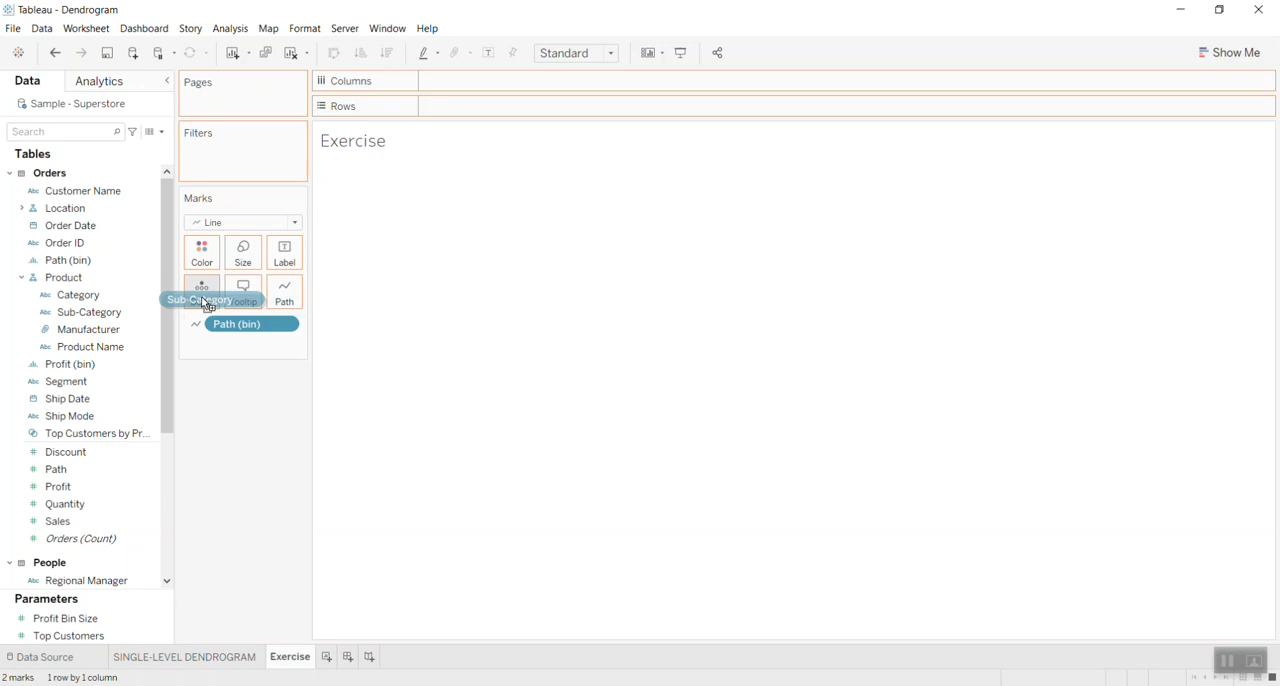 Tableau - Dendrogram
File Data Worksheet Dashboard Story Analysis Map Format Server Window Help
Standard
Show Me
Data Analytics
Sample - Superstore
Search
Tables
Orders
Customer Name
Location
Order Date
Order ID
Path (bin)
Product
Category
Sub-Category
Manufacturer
Product Name
Profit (bin)
Segment
Ship Date
Ship Mode
Top Customers by Pr...
Discount
Path
Profit
Quantity
Sales
Orders (Count)
People
Regional Manager
Parameters
Profit Bin Size
Top Customers
Pages
Filters
Marks
Line
Color Size Label
Sub-Category
Path
Path (bin)
Columns
Rows
Exercise
Data Source SINGLE-LEVEL DENDROGRAM Exercise
2 marks 1 row by 1 column